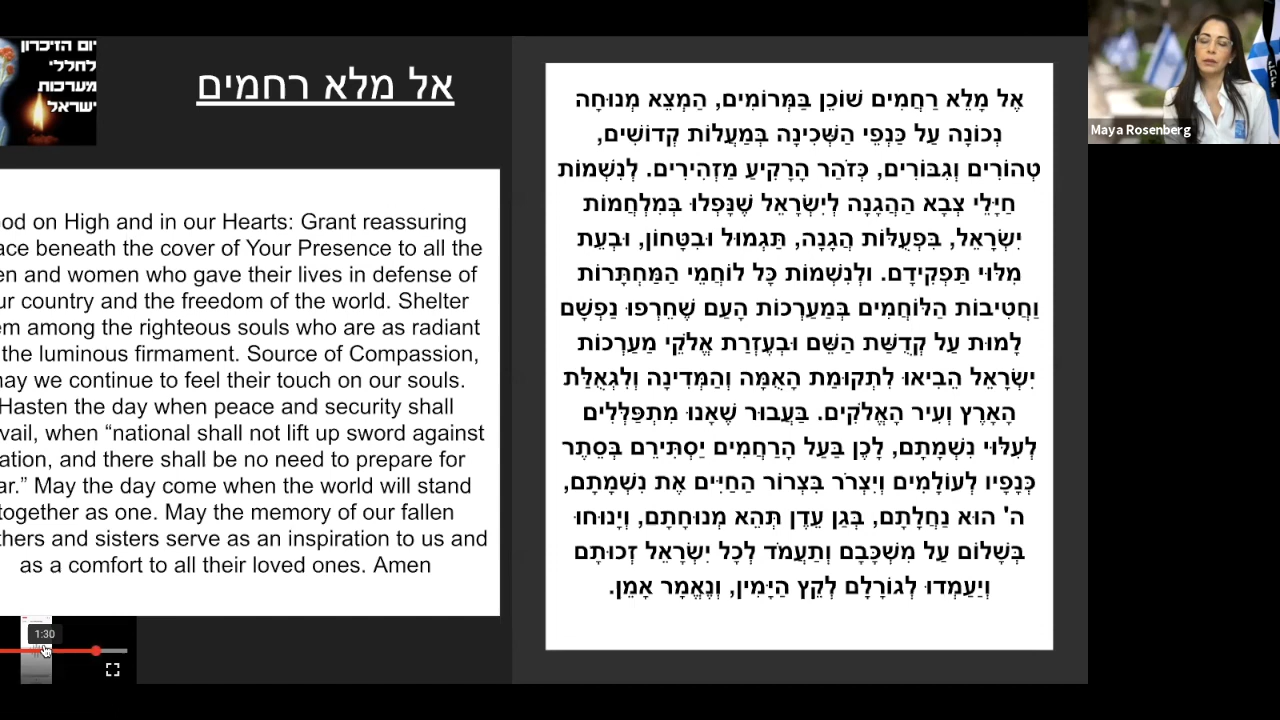 יום הזיכרון
לחללי
מערכות
ישראל
אל מלא רחמים
אֶל מָלֵא רַחֲמִים שׁוֹכֵן בַּמְּרוֹמִים, הַמְצֵא מְנוּחָה
נְכוֹנָה עַל כַּנְפֵי הַשְּׁכִינָה בְּמַעֲלוֹת קְדוֹשִׁים,
טְהוֹרִים וְגִבּוֹרִים, כְּזֹהַר הָרָקִיעַ מַזְהִירִים. לְנִשְׁמוֹת
חַיָּלֵי צְבָא הַהֲגָנָה לְיִשְׂרָאֵל שֶׁנָּפְלוּ בְּמִלְחֲמוֹת
יִשְׂרָאֵל, בִּפְעֻלּוֹת הֲגָנָה, תַּגְמוּל וּבִטָּחוֹן, וּבְעֵת
מִלּוּי תַּפְקִידָם. וּלְנִשְׁמוֹת כָּל לוֹחֲמֵי הַמַּחְתָּרוֹת
וַחֲטִיבוֹת הַלּוֹחֲמִים בְּמַעַרְכוֹת הָעַם שֶׁחֵרְפוּ נַפְשָׁם
לָמוּת עַל קְדֻשַּׁת הַשֵּׁם וּבְעֶזְרַת אֱלֹקֵי מַעַרְכוֹת
יִשְׂרָאֵל הֵבִיאוּ לִתְקוּמַת הָאֻמָּה וְהַמְּדִינָה וְלִגְאֻלַּת
הָאָרֶץ וְעִיר הָאֱלֹקִים. בַּעֲבוּר שֶׁאָנוּ מִתְפַּלְּלִים
לְעִלּוּי נִשְׁמָתָם, לָכֵן בַּעַל הָרַחֲמִים יַסְתִּירֵם בְּסֵתֶר
כְּנָפָיו לְעוֹלָמִים וְיִצְרֹר בִּצְרוֹר הַחַיִּים אֶת נִשְׁמָתָם,
ה' הוּא נַחֲלָתָם, בְּגַן עֵדֶן תְּהֵא מְנוּחָתָם, וְיָנוּחוּ
בְּשָׁלוֹם עַל מִשְׁכָּבָם וְתַעֲמֹד לְכָל יִשְׂרָאֵל זְכוּתָם
וְיַעַמְדוּ לְגוֹרָלָם לְקֵץ הַיָּמִין, וְנֶאֱמַר אָמֵן.
od on High and in our Hearts: Grant reassuring
ace beneath the cover of Your Presence to all the
en and women who gave their lives in defense of
ur country and the freedom of the world. Shelter
em among the righteous souls who are as radiant
the luminous firmament. Source of Compassion,
may we continue to feel their touch on our souls.
Hasten the day when peace and security shall
vail, when “national shall not lift up sword against
ation, and there shall be no need to prepare for
ar.” May the day come when the world will stand
together as one. May the memory of our fallen
thers and sisters serve as an inspiration to us and
as a comfort to all their loved ones. Amen
1:30
Maya Rosenberg